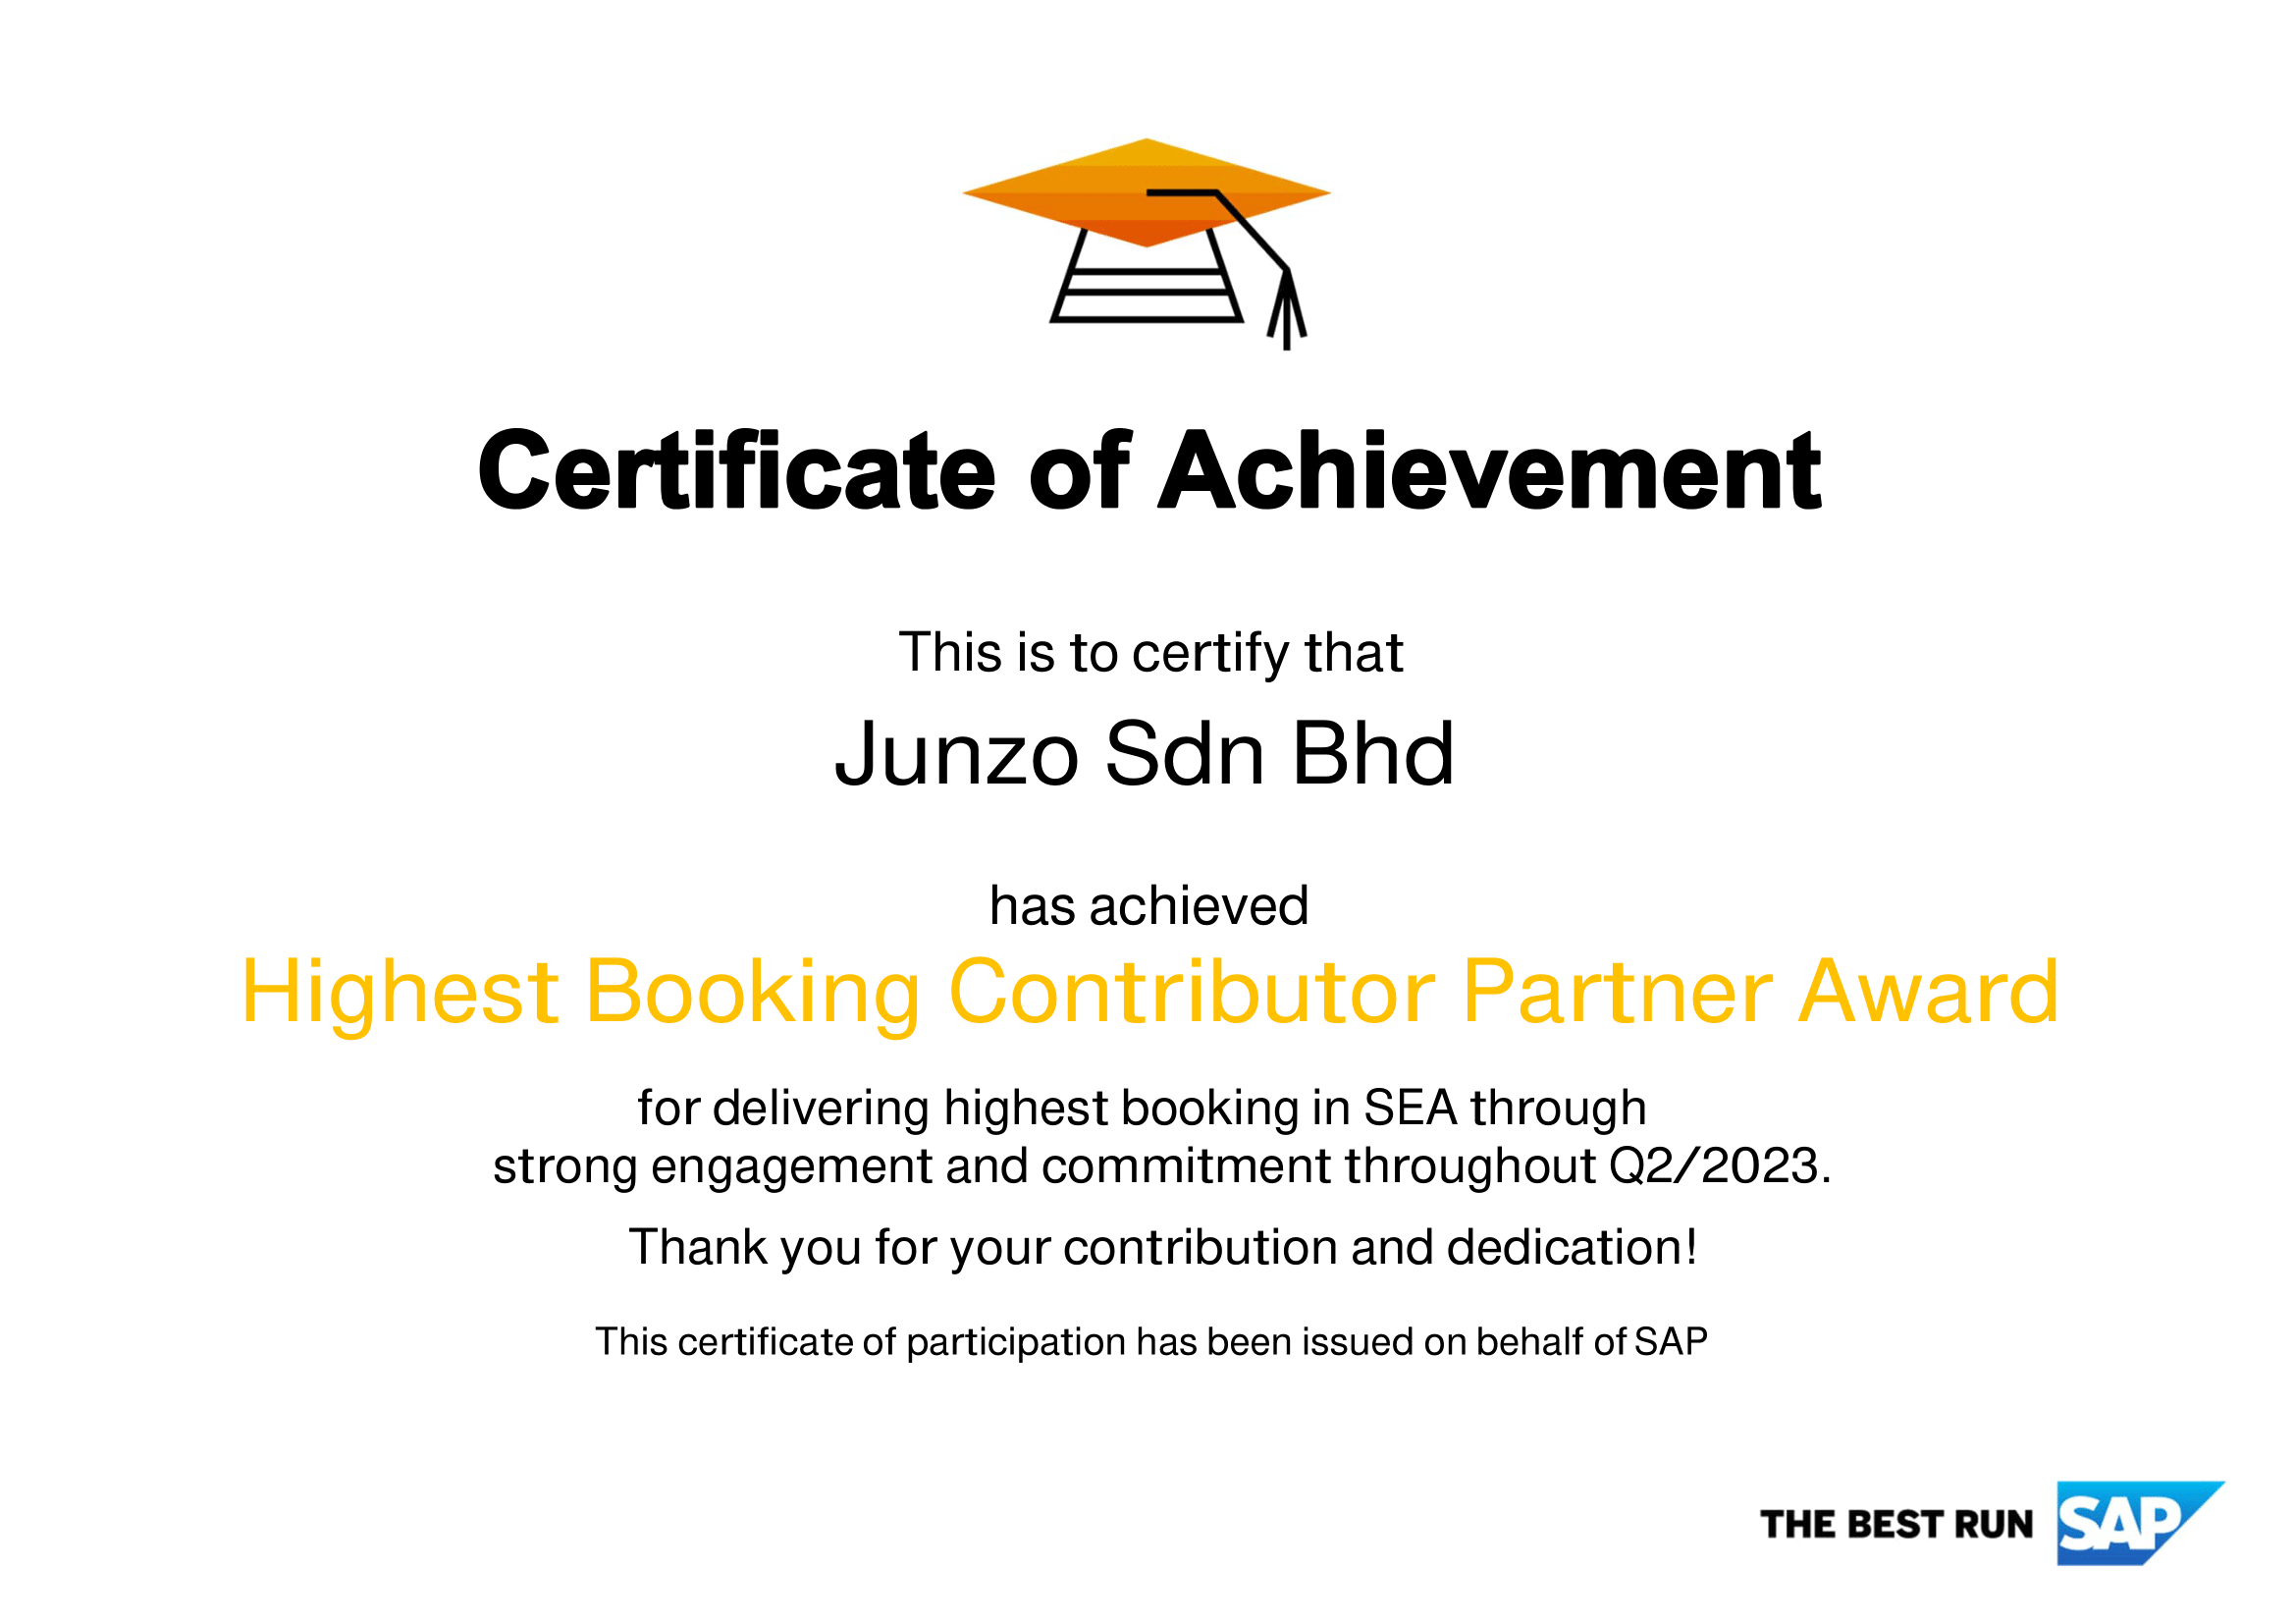 Certificate of Achievement
This is to certify that
Junzo Sdn Bhd
has achieved
Highest Booking Contributor Partner Award
for delivering highest booking in SEA through
strong engagement and commitment throughout Q2/2023.
Thank you for your contribution and dedication!
This certificate of participation has been issued on behalf of SAP
THE BEST RUN SAP